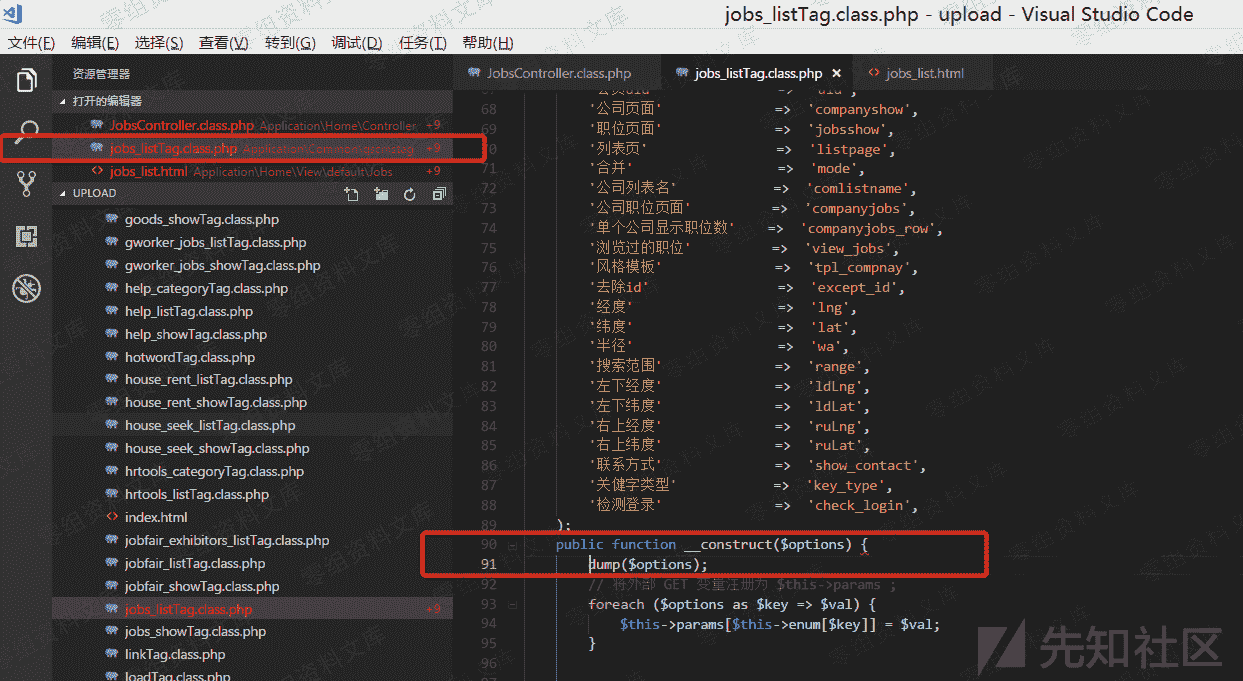 jobs_listTag.class.php - upload - Visual Studio Code
文件(F) 编辑(E) 选择(S) 查看(V) 转到(G) 调试(D) 任务(T) 帮助(H)
资源管理器
打开的编辑器
JobsController.class.php Application\Home\Controller +9
jobs_listTag.class.php Application\Common\qscmstag +9
jobs_list.html Application\Home\View\default\Jobs +9
UPLOAD
goods_showTag.class.php
gworker_jobs_listTag.class.php
gworker_jobs_showTag.class.php
help_categoryTag.class.php
help_listTag.class.php
help_showTag.class.php
hotwordTag.class.php
house_rent_listTag.class.php
house_rent_showTag.class.php
house_seek_listTag.class.php
house_seek_showTag.class.php
hrtools_categoryTag.class.php
hrtools_listTag.class.php
index.html
jobfair_exhibitors_listTag.class.php
jobfair_listTag.class.php
jobfair_showTag.class.php
jobs_listTag.class.php +9
jobs_showTag.class.php
linkTag.class.php
loadTag.class.php
JobsController.class.php jobs_listTag.class.php × jobs_list.html
67 '会员uid' => 'uid',
68 '公司页面' => 'companyshow',
69 '职位页面' => 'jobsshow',
70 '列表页' => 'listpage',
71 '合并' => 'mode',
72 '公司列表名' => 'comlistname',
73 '公司职位页面' => 'companyjobs',
74 '单个公司显示职位数' => 'companyjobs_row',
75 '浏览过的职位' => 'view_jobs',
76 '风格模板' => 'tpl_compnay',
77 '去除id' => 'except_id',
78 '经度' => 'lng',
79 '纬度' => 'lat',
80 '半径' => 'wa',
81 '搜索范围' => 'range',
82 '左下经度' => 'ldLng',
83 '左下纬度' => 'ldLat',
84 '右上经度' => 'ruLng',
85 '右上纬度' => 'ruLat',
86 '联系方式' => 'show_contact',
87 '关健字类型' => 'key_type',
88 '检测登录' => 'check_login',
89 );
90 public function __construct($options) {
91 dump($options);
92 // 将外部 GET 变量注册为 $this->params ;
93 foreach ($options as $key => $val) {
94 $this->params[$this->enum[$key]] = $val;
95 }
96
先知社区
零组资料文库